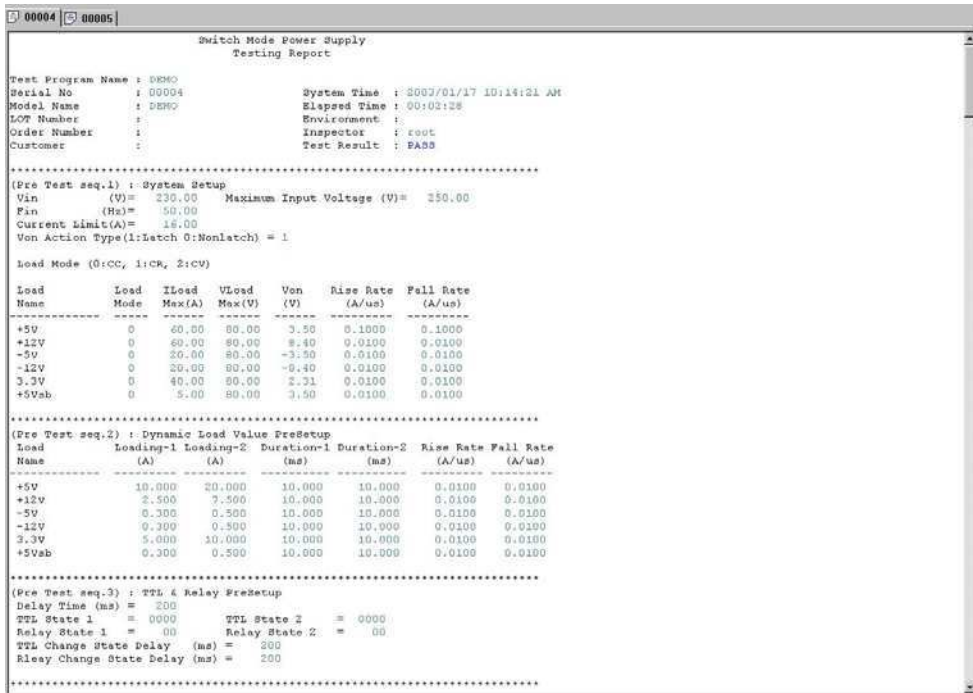 00004 00005
Switch Mode Power Supply
Testing Report
Test Program Name : DEMO
Serial No : 00004 System Time : 2003/01/17 10:14:21 AM
Model Name : DEMO Elapsed Time : 00:02:28
LOT Number : Environment :
Order Number : Inspector : root
Customer : Test Result : PASS
******************************************************************************
(Pre Test seq.1) : System Setup
Vin (V)= 230.00 Maximum Input Voltage (V)= 250.00
Fin (Hz)= 50.00
Current Limit(A)= 16.00
Von Action Type(1:Latch 0:Nonlatch) = 1
Load Mode (0:CC, 1:CR, 2:CV)
Load Load ILoad VLoad Von Rise Rate Fall Rate
Name Mode Max(A) Max(V) (V) (A/us) (A/us)
------------- ----- ------ ------ ------ --------- ---------
+5V 0 60.00 80.00 3.50 0.1000 0.1000
+12V 0 60.00 80.00 8.40 0.0100 0.0100
-5V 0 20.00 80.00 -3.50 0.0100 0.0100
-12V 0 20.00 80.00 -8.40 0.0100 0.0100
3.3V 0 40.00 80.00 2.31 0.0100 0.0100
+5Vsb 0 5.00 80.00 3.50 0.0100 0.0100
******************************************************************************
(Pre Test seq.2) : Dynamic Load Value PreSetup
Load Loading-1 Loading-2 Duration-1 Duration-2 Rise Rate Fall Rate
Name (A) (A) (ms) (ms) (A/us) (A/us)
------------- --------- --------- ---------- ---------- --------- ---------
+5V 10.000 20.000 10.000 10.000 0.0100 0.0100
+12V 2.500 7.500 10.000 10.000 0.0100 0.0100
-5V 0.300 0.500 10.000 10.000 0.0100 0.0100
-12V 0.300 0.500 10.000 10.000 0.0100 0.0100
3.3V 5.000 10.000 10.000 10.000 0.0100 0.0100
+5Vsb 0.300 0.500 10.000 10.000 0.0100 0.0100
******************************************************************************
(Pre Test seq.3) : TTL & Relay PreSetup
Delay Time (ms) = 200
TTL State 1 = 0000 TTL State 2 = 0000
Relay State 1 = 00 Relay State 2 = 00
TTL Change State Delay (ms) = 200
Rleay Change State Delay (ms) = 200
******************************************************************************